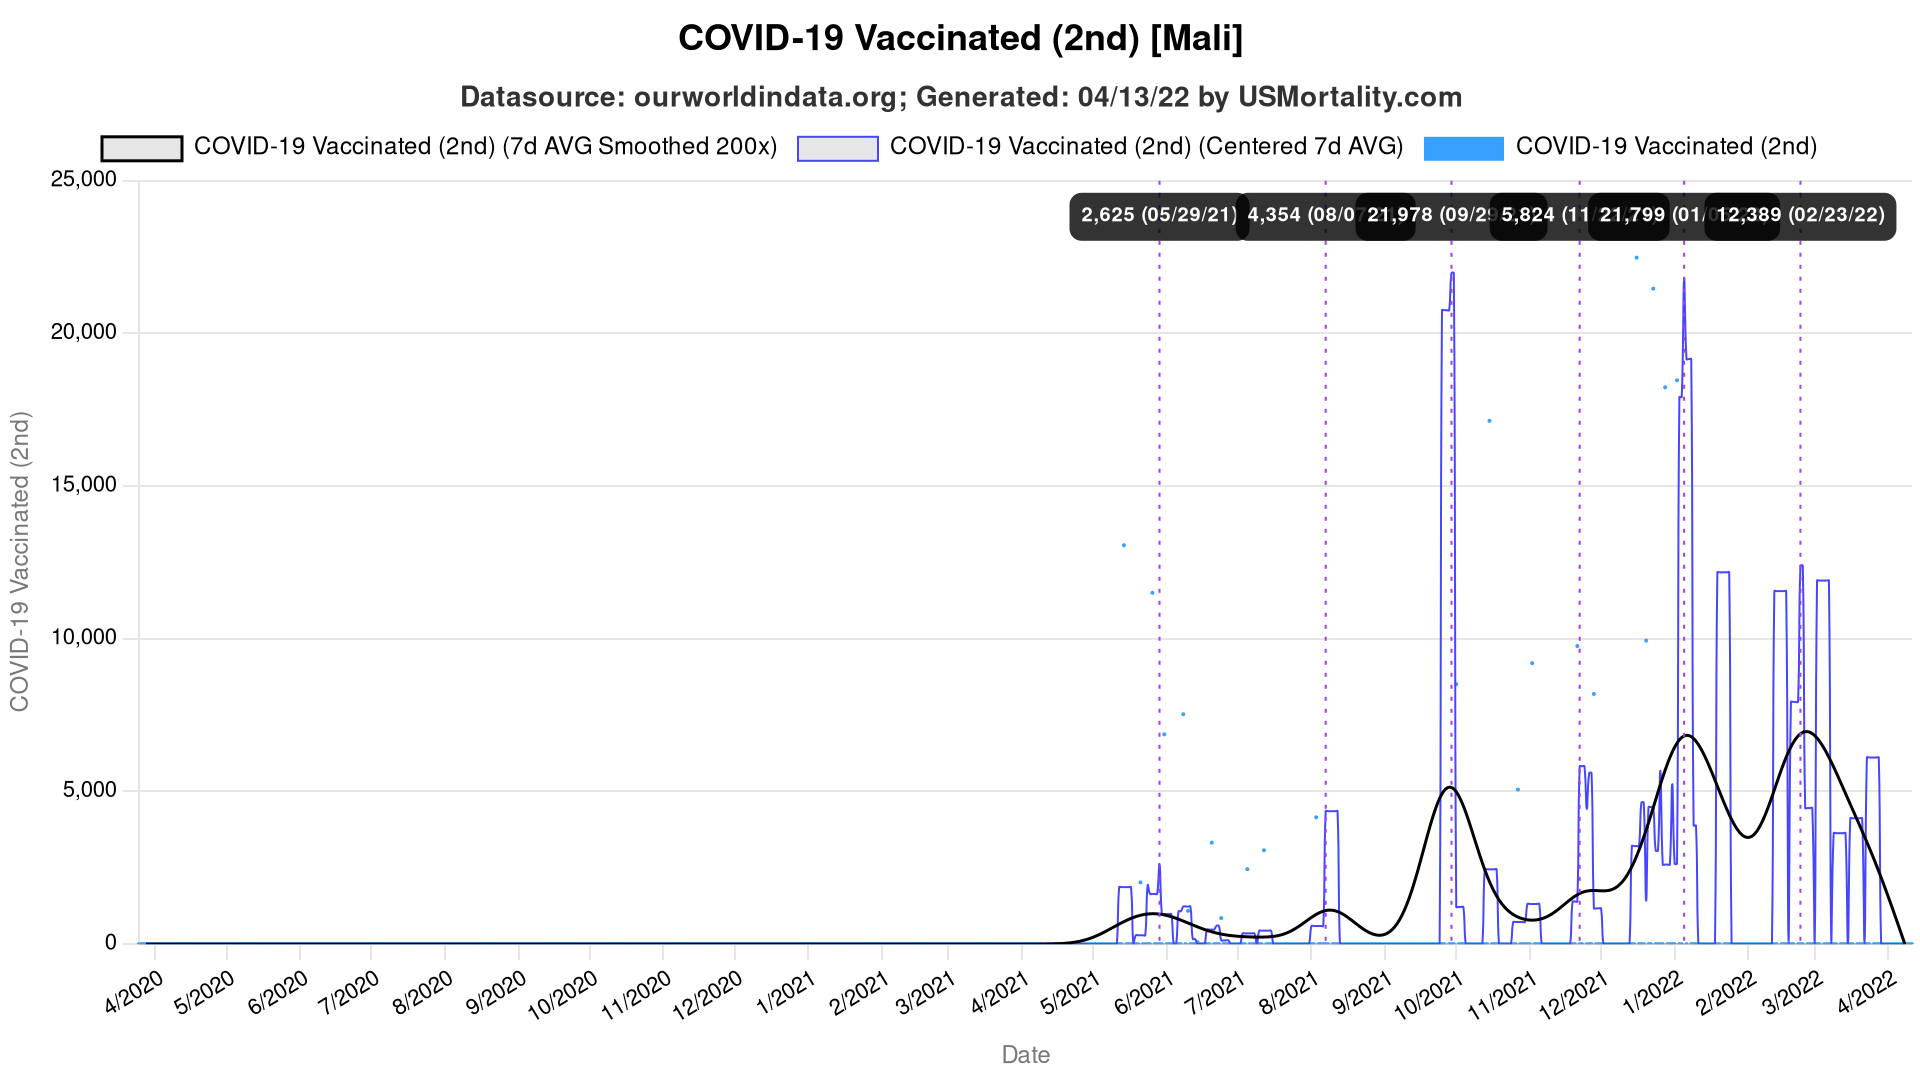 COVID-19 Vaccinated (2nd) [Mali]
Datasource: ourworldindata.org; Generated: 04/13/22 by USMortality.com
COVID-19 Vaccinated (2nd) (7d AVG Smoothed 200x) COVID-19 Vaccinated (2nd) (Centered 7d AVG) COVID-19 Vaccinated (2nd)
25,000
2,625 (05/29/21) 4,354 (08/0 21,978 (09/2 5,824 (11/ 21,799 (01/ 12,389 (02/23/22)
20,000
15,000
10,000
5,000
0
COVID-19 Vaccinated (2nd)
4/2020 5/2020 6/2020 7/2020 8/2020 9/2020 10/2020 11/2020 12/2020 1/2021 2/2021 3/2021 4/2021 5/2021 6/2021 7/2021 8/2021 9/2021 10/2021 11/2021 12/2021 1/2022 2/2022 3/2022 4/2022
Date